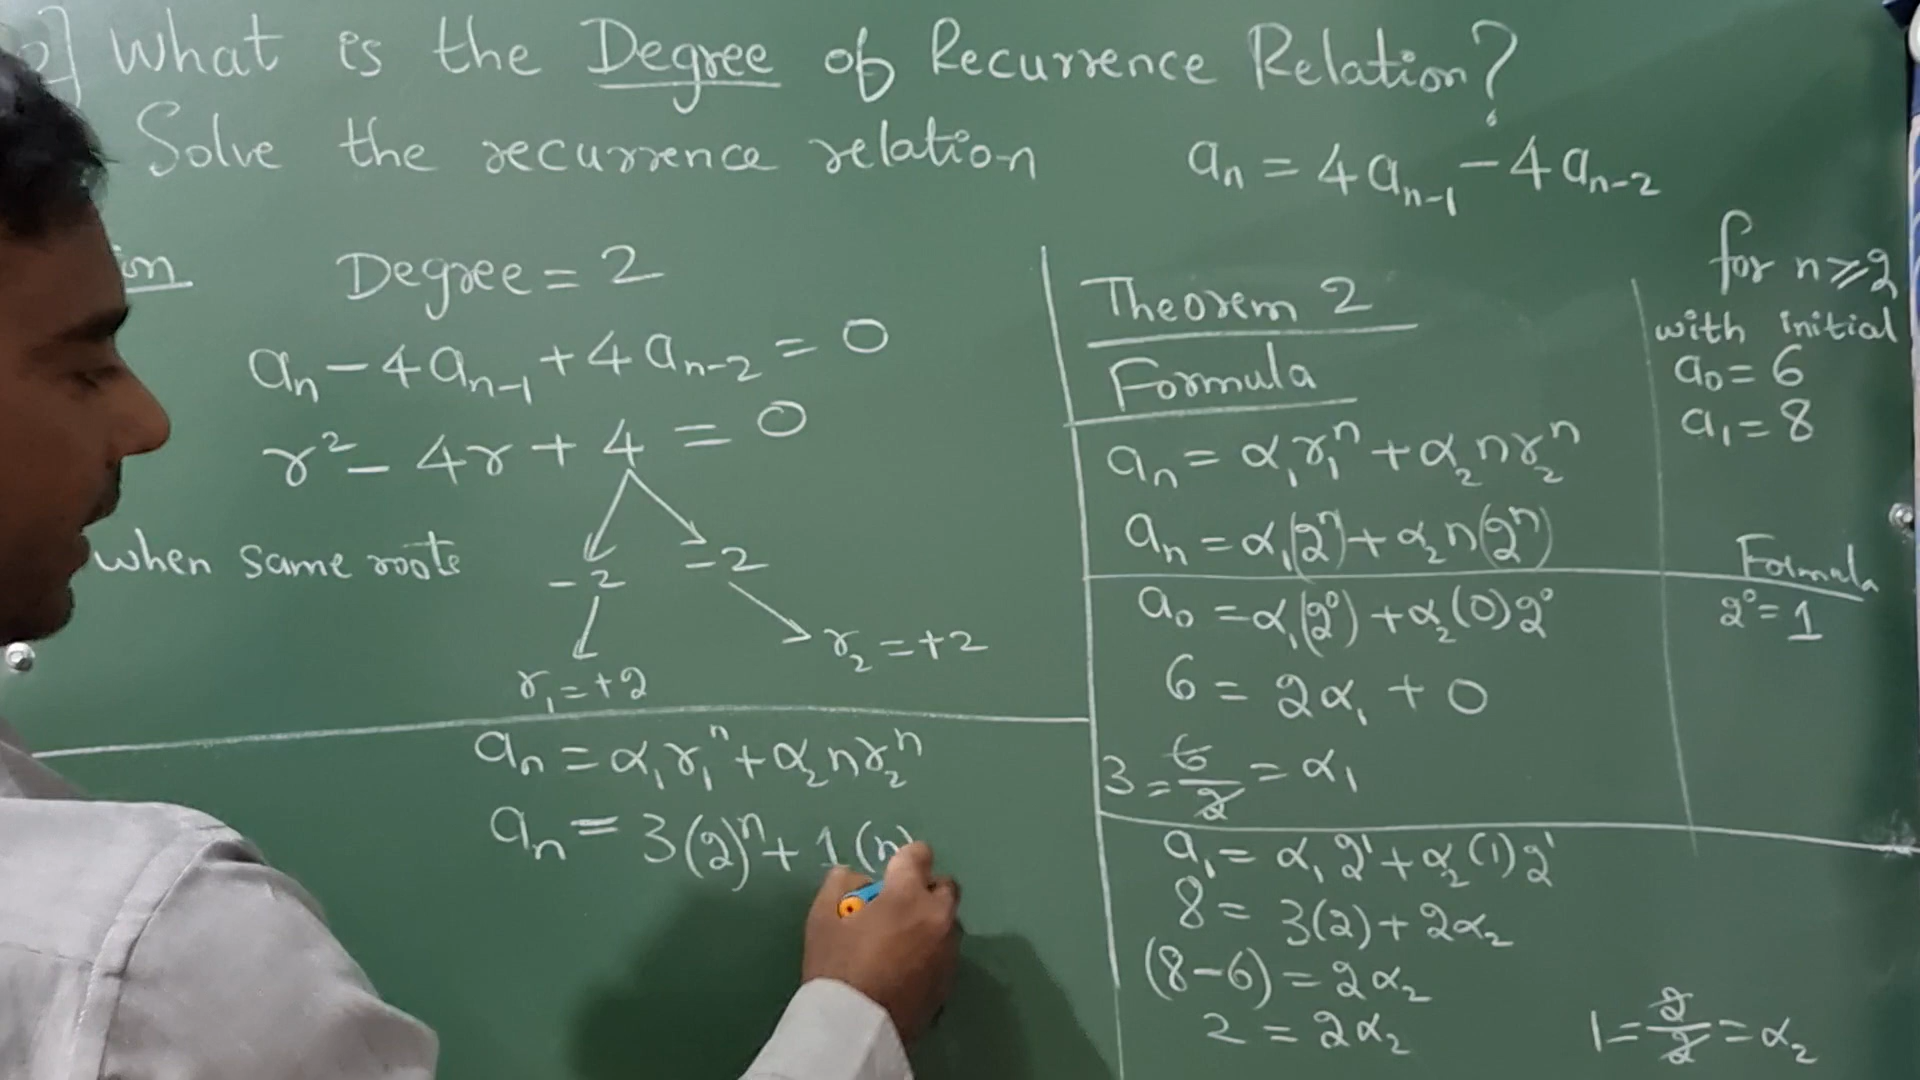 2] What is the Degree of Recurrence Relation?
Solve the recurrence relation aₙ = 4aₙ₋₁ - 4aₙ₋₂
for n ≥ 2
with initial
a₀ = 6
a₁ = 8
Degree = 2
aₙ - 4aₙ₋₁ + 4aₙ₋₂ = 0
r² - 4r + 4 = 0
when same roots
-2 -2
r₁ = +2 r₂ = +2
aₙ = α₁r₁ⁿ + α₂nr₂ⁿ
aₙ = 3(2)ⁿ + 1(n)
Theorem 2
Formula
aₙ = α₁r₁ⁿ + α₂nr₂ⁿ
aₙ = α₁(2ⁿ) + α₂n(2ⁿ)
a₀ = α₁(2⁰) + α₂(0)2⁰
6 = 2α₁ + 0
3 = 6/2 = α₁
Formula
2⁰ = 1
a₁ = α₁2¹ + α₂(1)2¹
8 = 3(2) + 2α₂
(8-6) = 2α₂
2 = 2α₂
1 = 2/2 = α₂